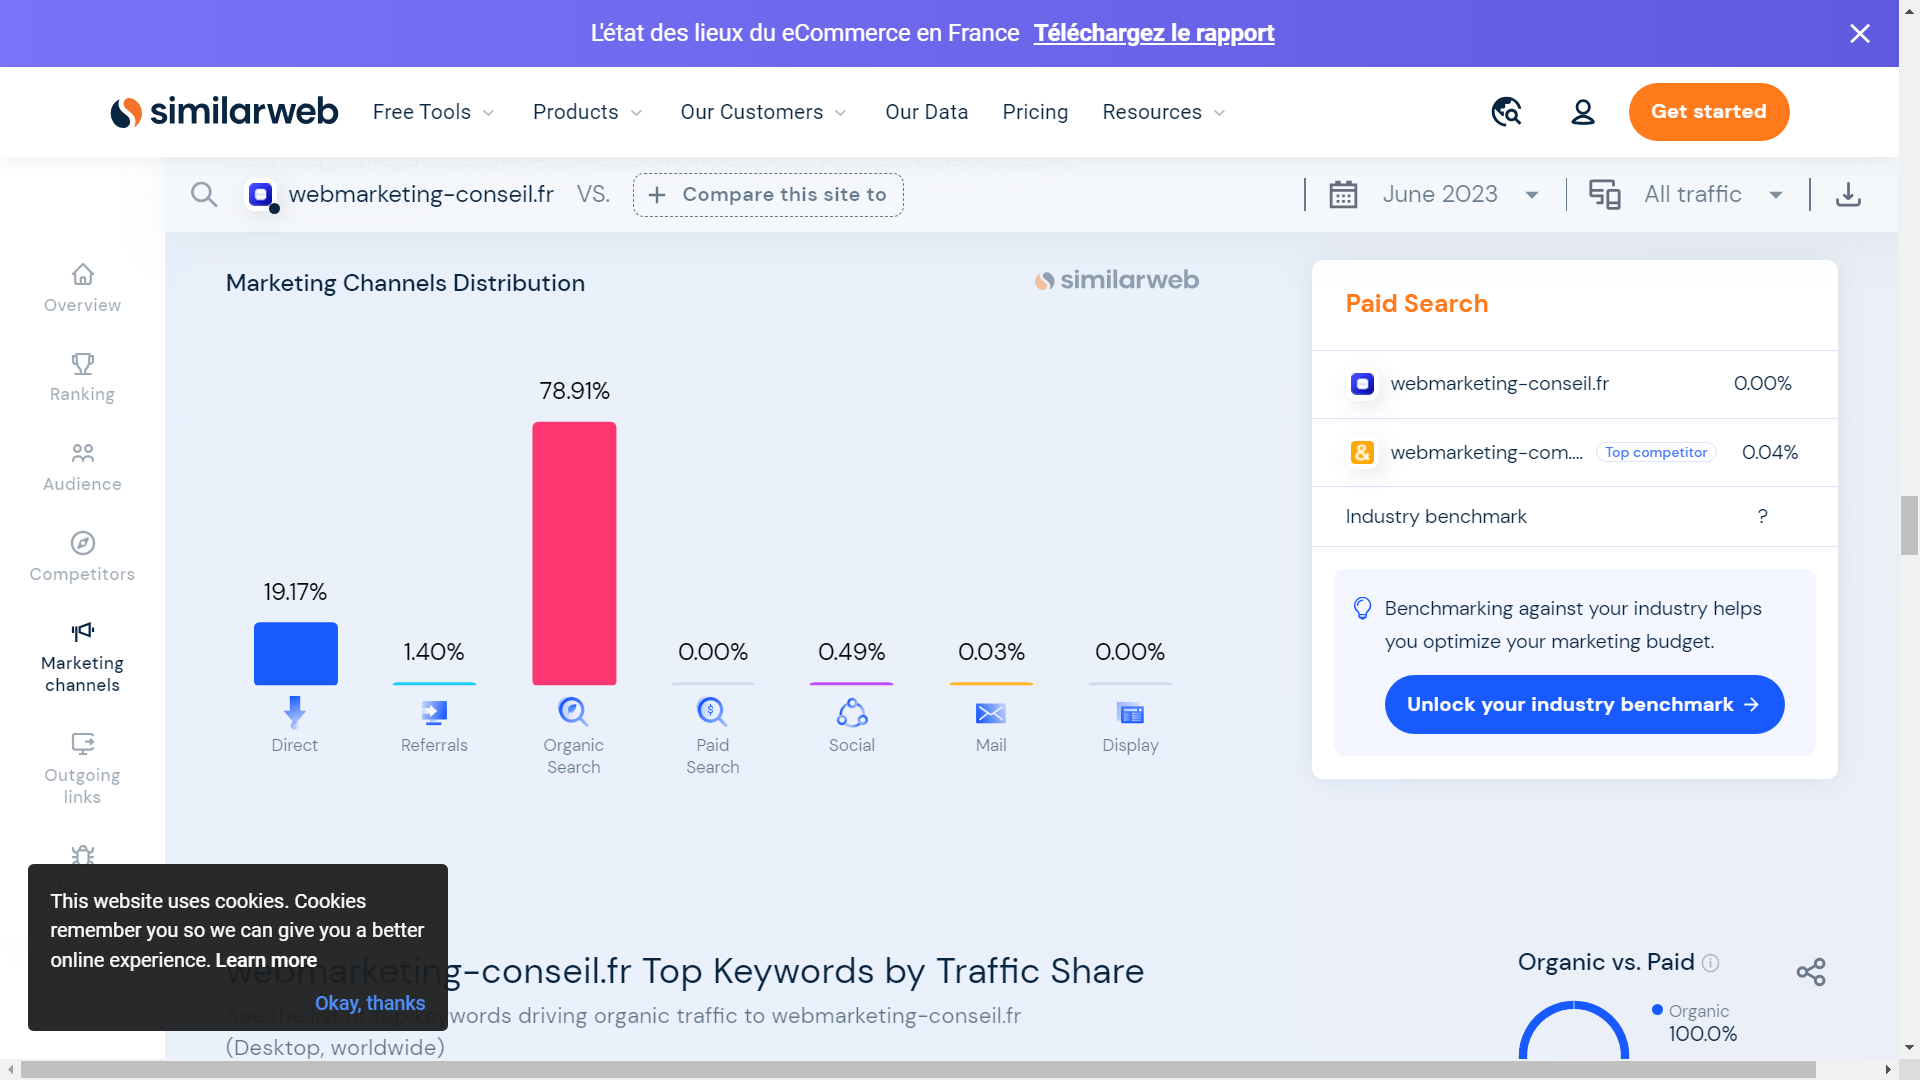 L'état des lieux du eCommerce en France Téléchargez le rapport
similarweb Free Tools Products Our Customers Our Data Pricing Resources Get started
webmarketing-conseil.fr VS. + Compare this site to June 2023 All traffic
Overview
Ranking
Audience
Competitors
Marketing
channels
Outgoing
links
Marketing Channels Distribution
similarweb
78.91%
19.17%
1.40%
0.00%
0.49%
0.03%
0.00%
Direct
Referrals
Organic
Search
Paid
Search
Social
Mail
Display
Paid Search
webmarketing-conseil.fr 0.00%
webmarketing-com.... Top competitor 0.04%
Industry benchmark ?
Benchmarking against your industry helps
you optimize your marketing budget.
Unlock your industry benchmark →
This website uses cookies. Cookies
remember you so we can give you a better
online experience. Learn more
Okay, thanks
webmarketing-conseil.fr Top Keywords by Traffic Share
See the list of top keywords driving organic traffic to webmarketing-conseil.fr
(Desktop, worldwide)
Organic vs. Paid
Organic
100.0%